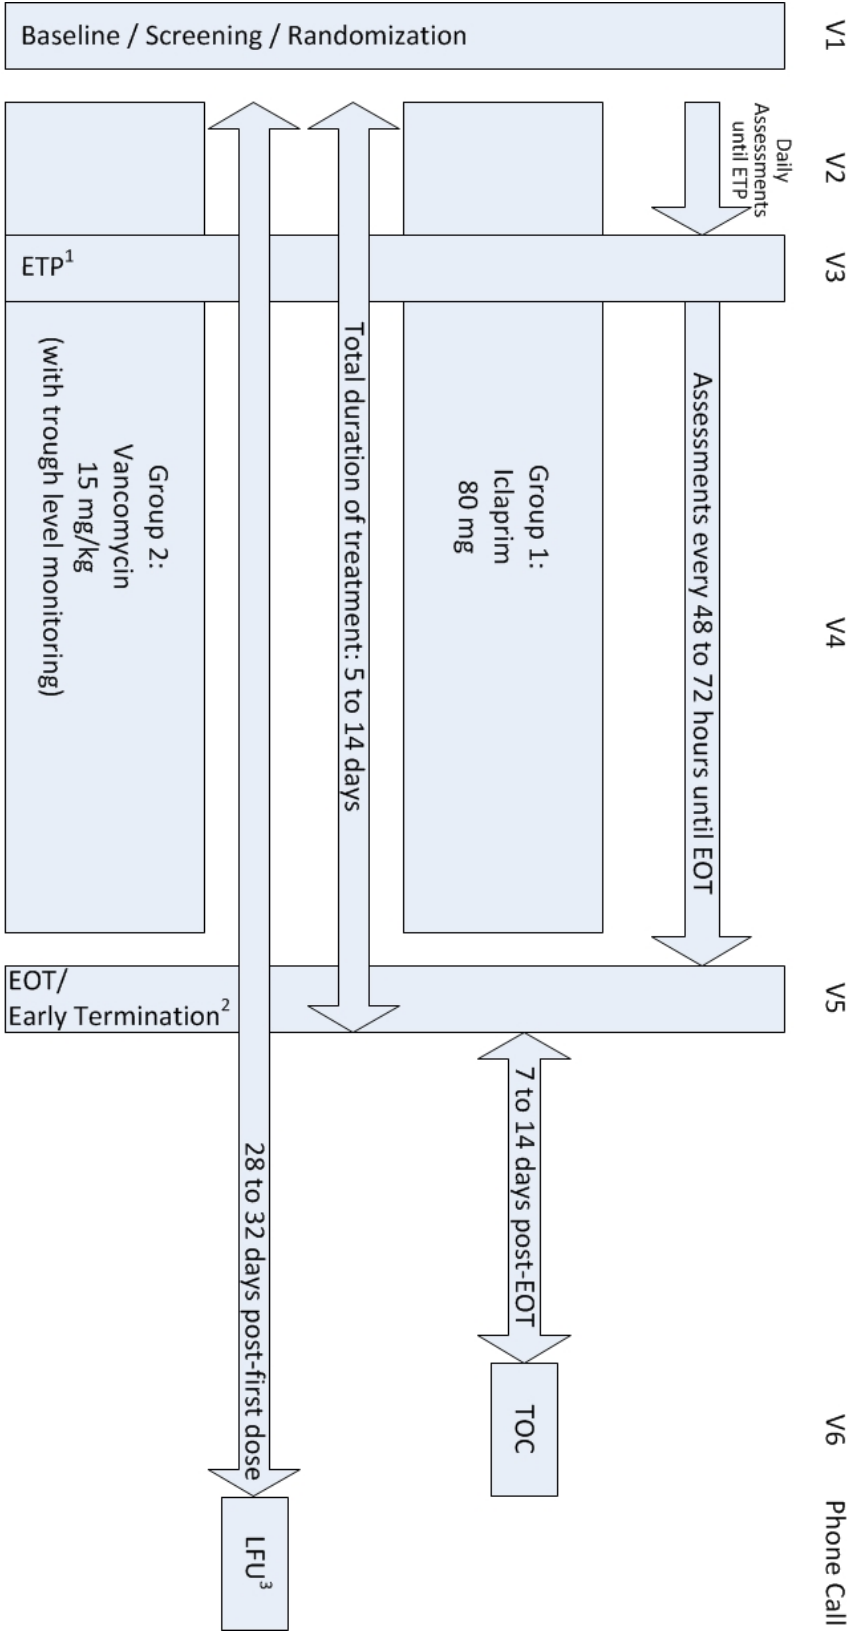 V1
V2
V3
V4
V5
V6
Phone Call
Baseline / Screening / Randomization
Daily
Assessments
until ETP
ETP1
Assessments every 48 to 72 hours until EOT
Group 1:
Iclaprim
80 mg
Total duration of treatment: 5 to 14 days
Group 2:
Vancomycin
15 mg/kg
(with trough level monitoring)
EOT/
Early Termination2
7 to 14 days post-EOT
TOC
28 to 32 days post-first dose
LFU3